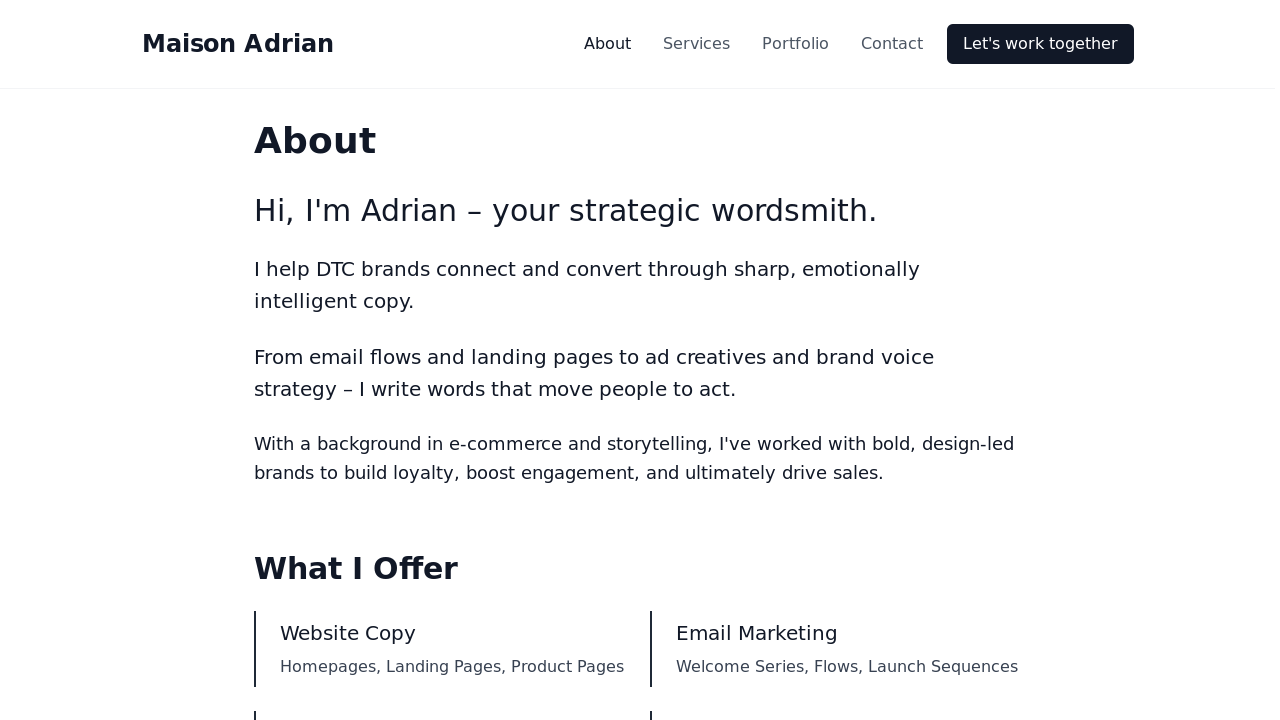 Maison Adrian
About
Services
Portfolio
Contact
Let's work together
About
Hi, I'm Adrian – your strategic wordsmith.
I help DTC brands connect and convert through sharp, emotionally
intelligent copy.
From email flows and landing pages to ad creatives and brand voice
strategy – I write words that move people to act.
With a background in e-commerce and storytelling, I've worked with bold, design-led
brands to build loyalty, boost engagement, and ultimately drive sales.
What I Offer
Website Copy
Homepages, Landing Pages, Product Pages
Email Marketing
Welcome Series, Flows, Launch Sequences